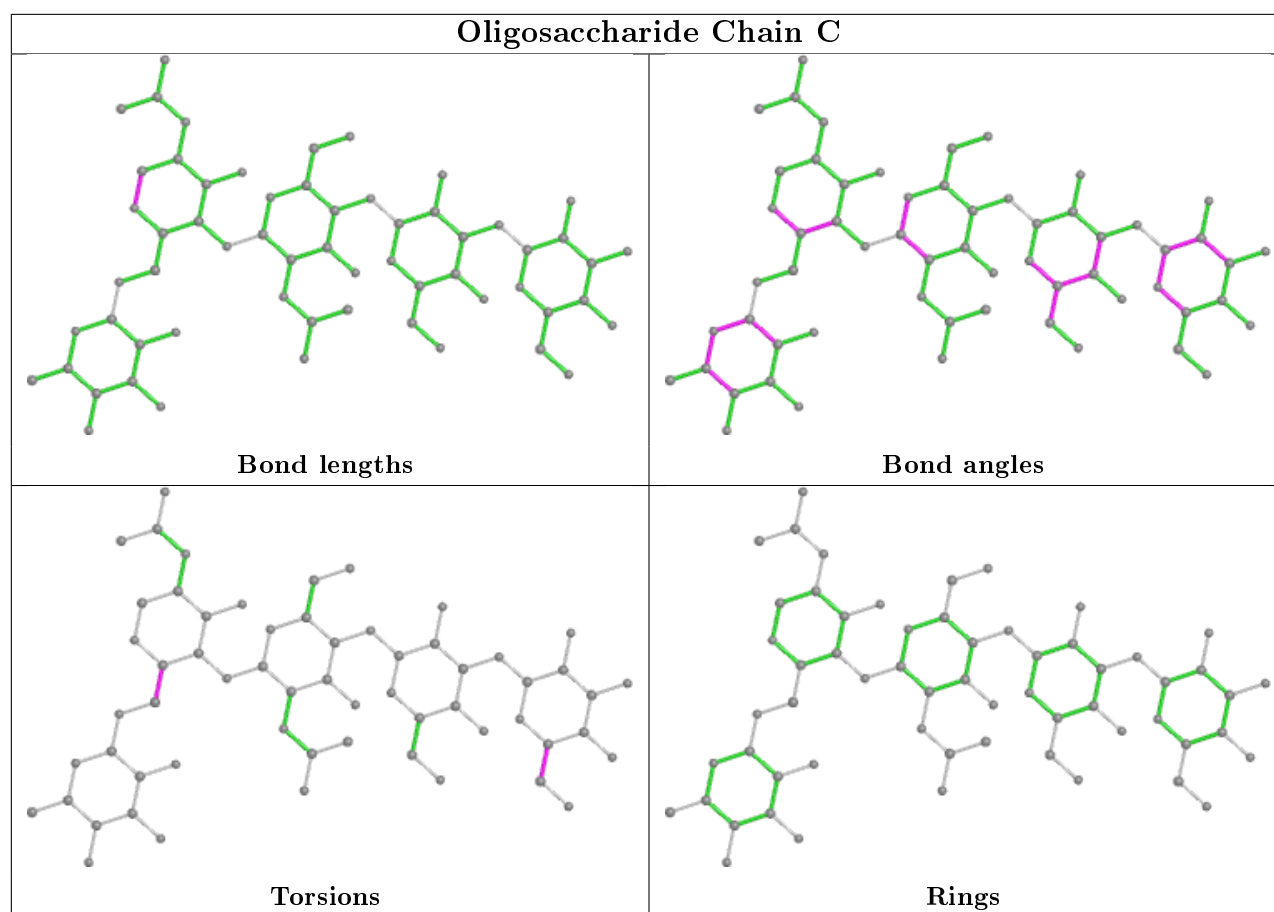 Oligosaccharide Chain C
Bond lengths
Bond angles
Torsions
Rings